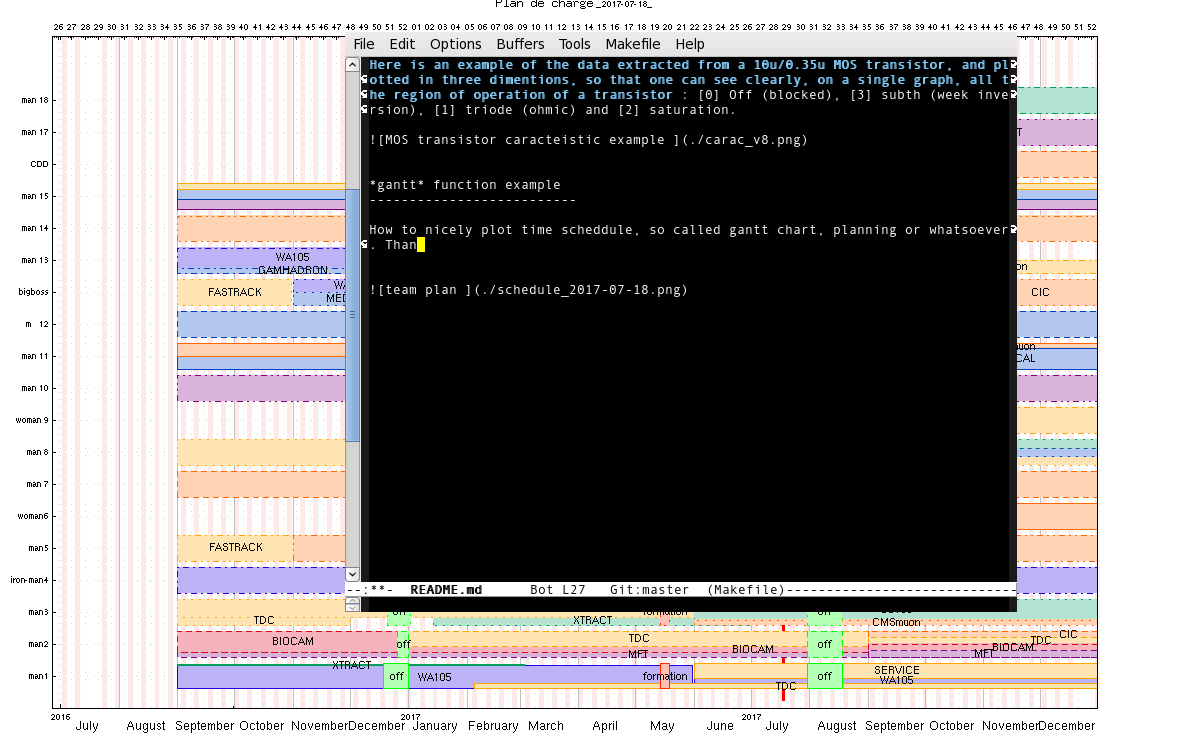 Plan de charge_2017-07-18_
26 27 28 29 30 31 32 33 34 35 36 37 38 39 40 41 42 43 44 45 46 47 48 49 50 51 52 01 02 03 04 05 06 07 08 09 10 11 12 13 14 15 16 17 18 19 20 21 22 23 24 25 26 27 28 29 30 31 32 33 34 35 36 37 38 39 40 41 42 43 44 45 46 47 48 49 50 51 52
File Edit Options Buffers Tools Makefile Help
Here is an example of the data extracted from a 10u/0.35u MOS transistor, and pl
otted in three dimentions, so that one can see clearly, on a single graph, all t
he region of operation of a transistor : [0] Off (blocked), [3] subth (week inve
rsion), [1] triode (ohmic) and [2] saturation.
![MOS transistor caracteistic example ](./carac_v8.png)
*gantt* function example
--------------------------
How to nicely plot time scheddule, so called gantt chart, planning or whatsoever
. Than
![team plan ](./schedule_2017-07-18.png)
--:**- README.md Bot L27 Git:master (Makefile)
man 18
man 17
CDD
man 15
man 14
man 13 WA105
GAMHADRON
bigboss FASTRACK WA CIC
MED
m 12
man 11 muon
CAL
man 10
woman 9
man 8
man 7
woman6
man5 FASTRACK
iron-man4
man3 off formation off
TDC XTRACT CMSmuon
man2 BIOCAM off TDC off TDC CIC
MFT BIOCAM MFT BIOCAM
man1 XTRACT off WA105 formation TDC off SERVICE
WA105
2016 2017 2017
July August September October November December January February March April May June July August September October November December